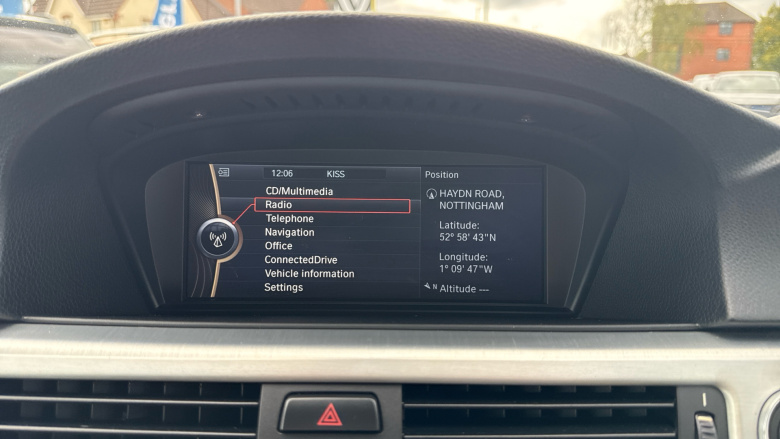 12:06 KISS
CD/Multimedia
Radio
Telephone
Navigation
Office
ConnectedDrive
Vehicle information
Settings
Position
HAYDN ROAD,
NOTTINGHAM
Latitude:
52° 58' 43"N
Longitude:
1° 09' 47"W
N Altitude ---